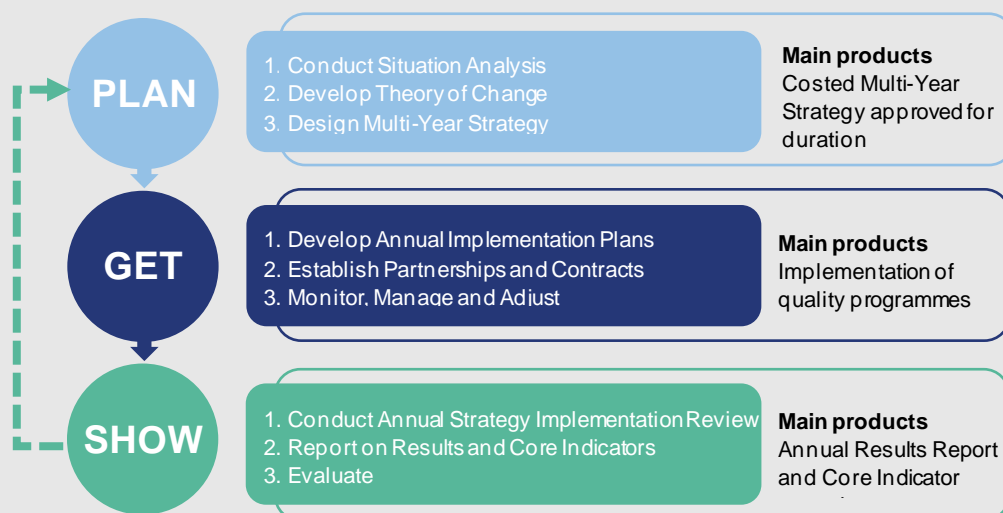 PLAN
1. Conduct Situation Analysis
2. Develop Theory of Change
3. Design Multi-Year Strategy
Main products
Costed Multi-Year
Strategy approved for
duration
GET
1. Develop Annual Implementation Plans
2. Establish Partnerships and Contracts
3. Monitor, Manage and Adjust
Main products
Implementation of
quality programmes
SHOW
1. Conduct Annual Strategy Implementation Review
2. Report on Results and Core Indicators
3. Evaluate
Main products
Annual Results Report
and Core Indicator